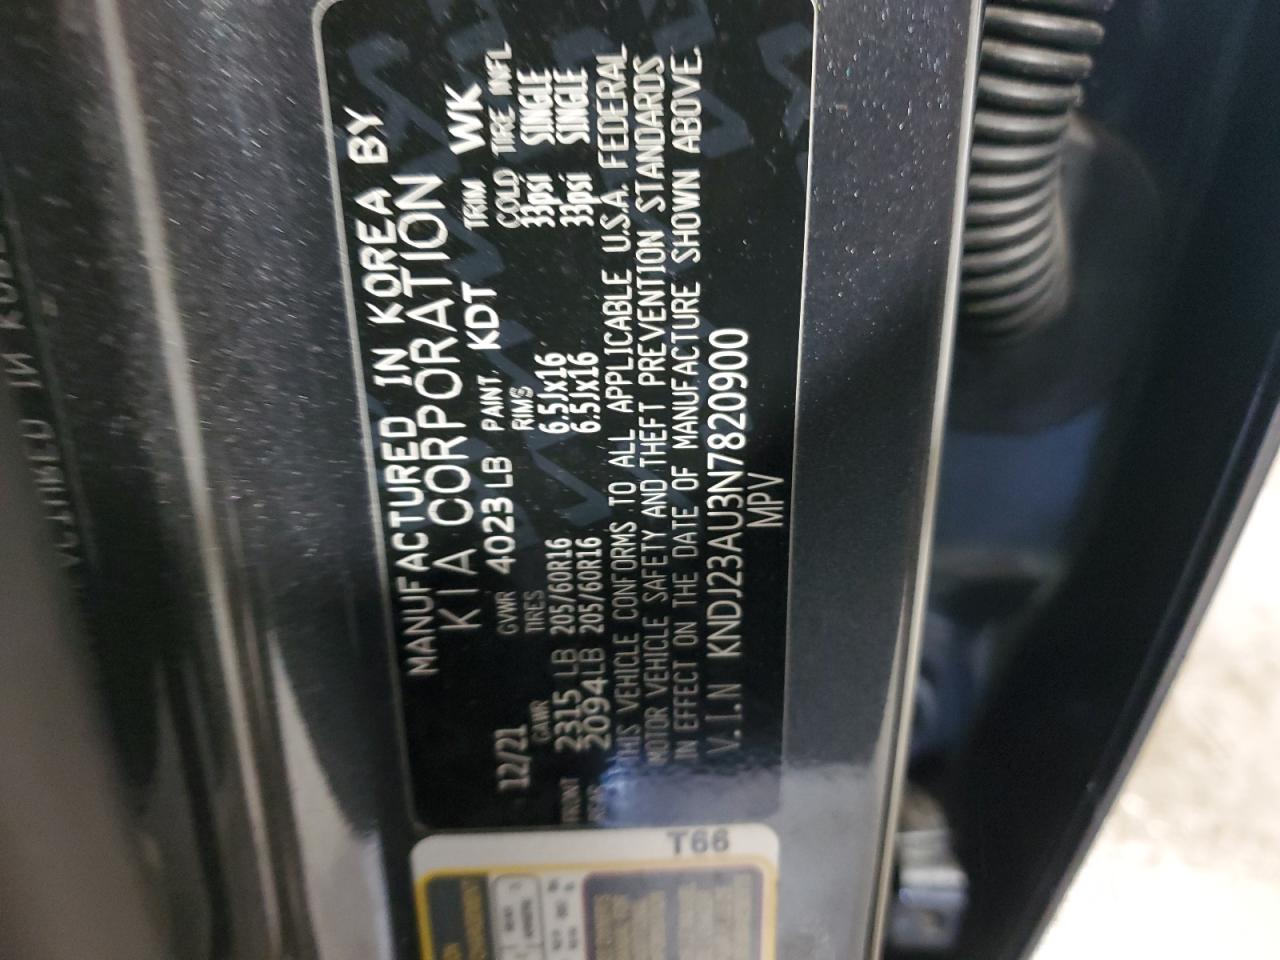 MANUFACTURED IN KOREA BY
KIA CORPORATION
12/21 GVWR 4023 LB PAINT KDT TRIM WK
GAWR TIRES RIMS COLD TIRE INFL
FRONT 2315 LB 205/60R16 6.5Jx16 33psi SINGLE
REAR 2094 LB 205/60R16 6.5Jx16 33psi SINGLE
THIS VEHICLE CONFORMS TO ALL APPLICABLE U.S.A. FEDERAL
MOTOR VEHICLE SAFETY AND THEFT PREVENTION STANDARDS
IN EFFECT ON THE DATE OF MANUFACTURE SHOWN ABOVE.
V.I.N KNDJ23AU3N7820900
MPV
T66